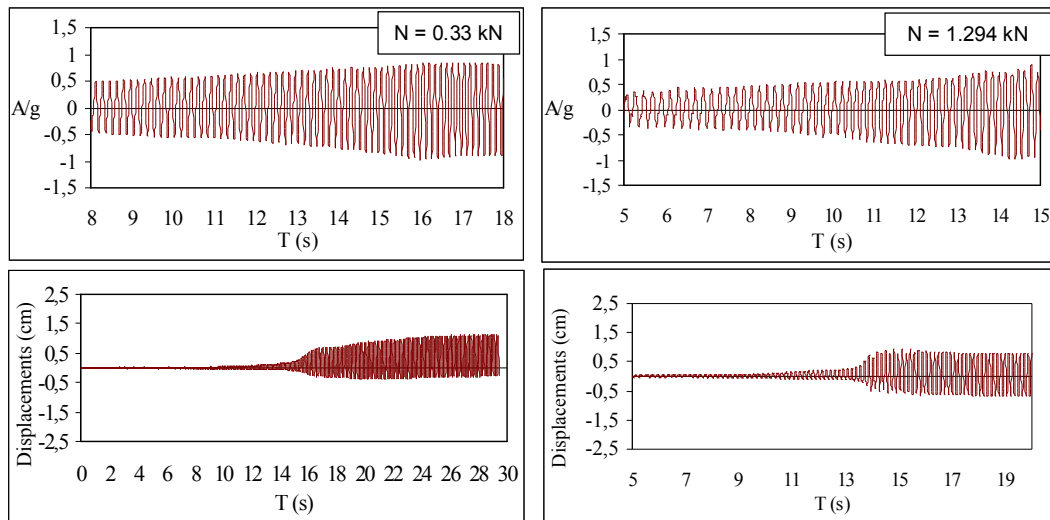 N = 0.33 kN
1,5
1
0,5
0
-0,5
-1
-1,5
A/g
8 9 10 11 12 13 14 15 16 17 18
T (s)
N = 1.294 kN
1,5
1
0,5
0
-0,5
-1
-1,5
A/g
5 6 7 8 9 10 11 12 13 14 15
T (s)
Displacements (cm)
2,5
1,5
0,5
-0,5
-1,5
-2,5
0 2 4 6 8 10 12 14 16 18 20 22 24 26 28 30
T (s)
Displacements (cm)
2,5
1,5
0,5
-0,5
-1,5
-2,5
5 7 9 11 13 15 17 19
T (s)